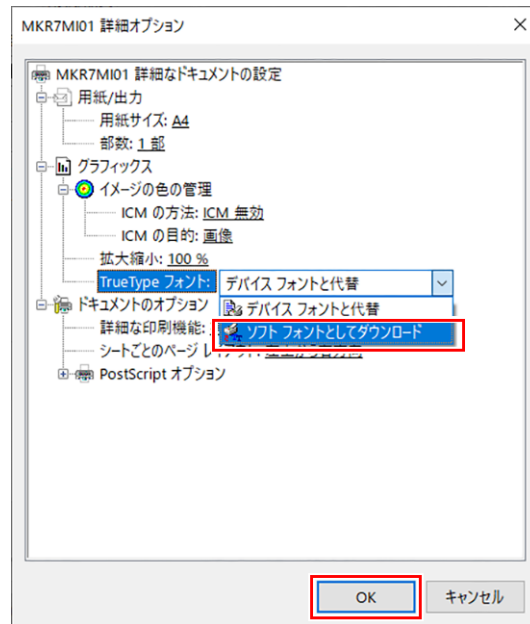 MKR7MI01 詳細オプション
MKR7MI01 詳細なドキュメントの設定
用紙/出力
用紙サイズ: A4
部数: 1 部
グラフィックス
イメージの色の管理
ICM の方法: ICM 無効
ICM の目的: 画像
拡大縮小: 100 %
TrueType フォント: デバイス フォントと代替
ドキュメントのオプション デバイス フォントと代替
詳細な印刷機能: ソフト フォントとしてダウンロード
シートごとのページ
PostScript オプション
OK キャンセル